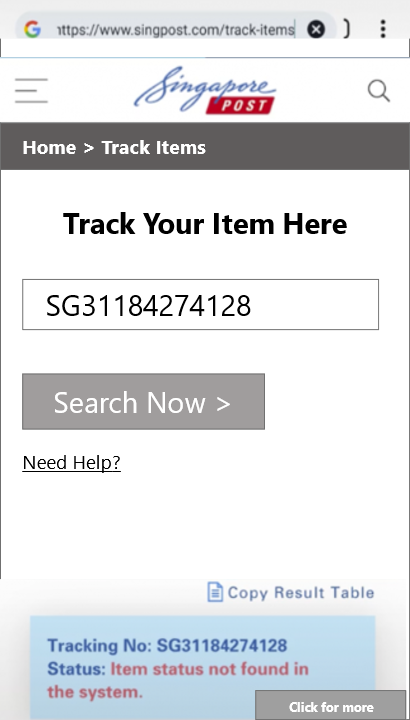 https://www.singpost.com/track-items
Singapore
POST
Home > Track Items
Track Your Item Here
SG31184274128
Search Now >
Need Help?
Copy Result Table
Tracking No: SG31184274128
Status: Item status not found in
the system.
Click for more